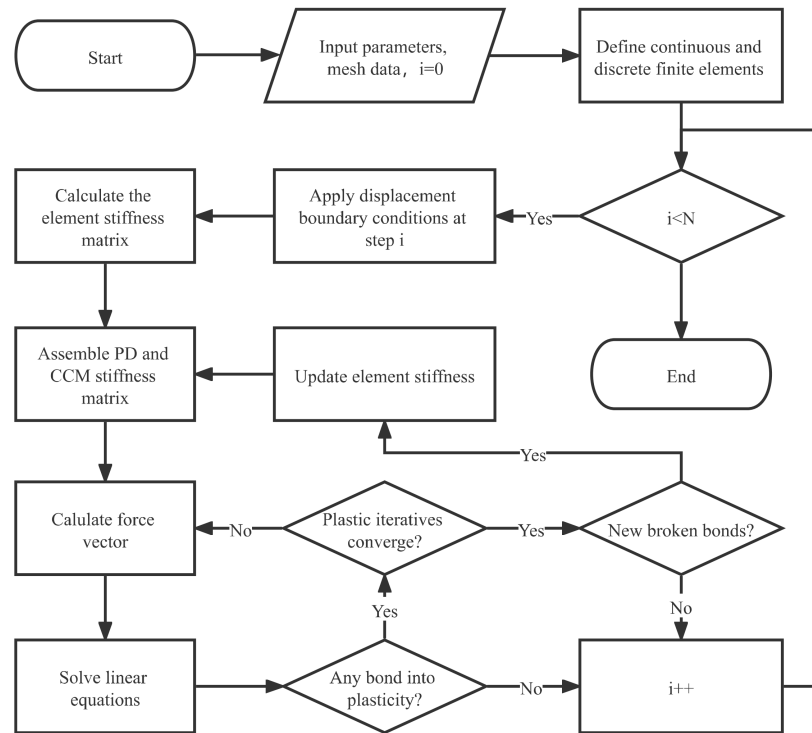 Start
Input parameters,
mesh data, i=0
Define continuous and
discrete finite elements
Calculate the
element stiffness
matrix
Apply displacement
boundary conditions at
step i
Yes
i<N
Assemble PD and
CCM stiffness
matrix
Update element stiffness
End
Yes
Calulate force
vector
No
Plastic iteratives
converge?
Yes
New broken bonds?
Yes
No
Solve linear
equations
Any bond into
plasticity?
No
i++